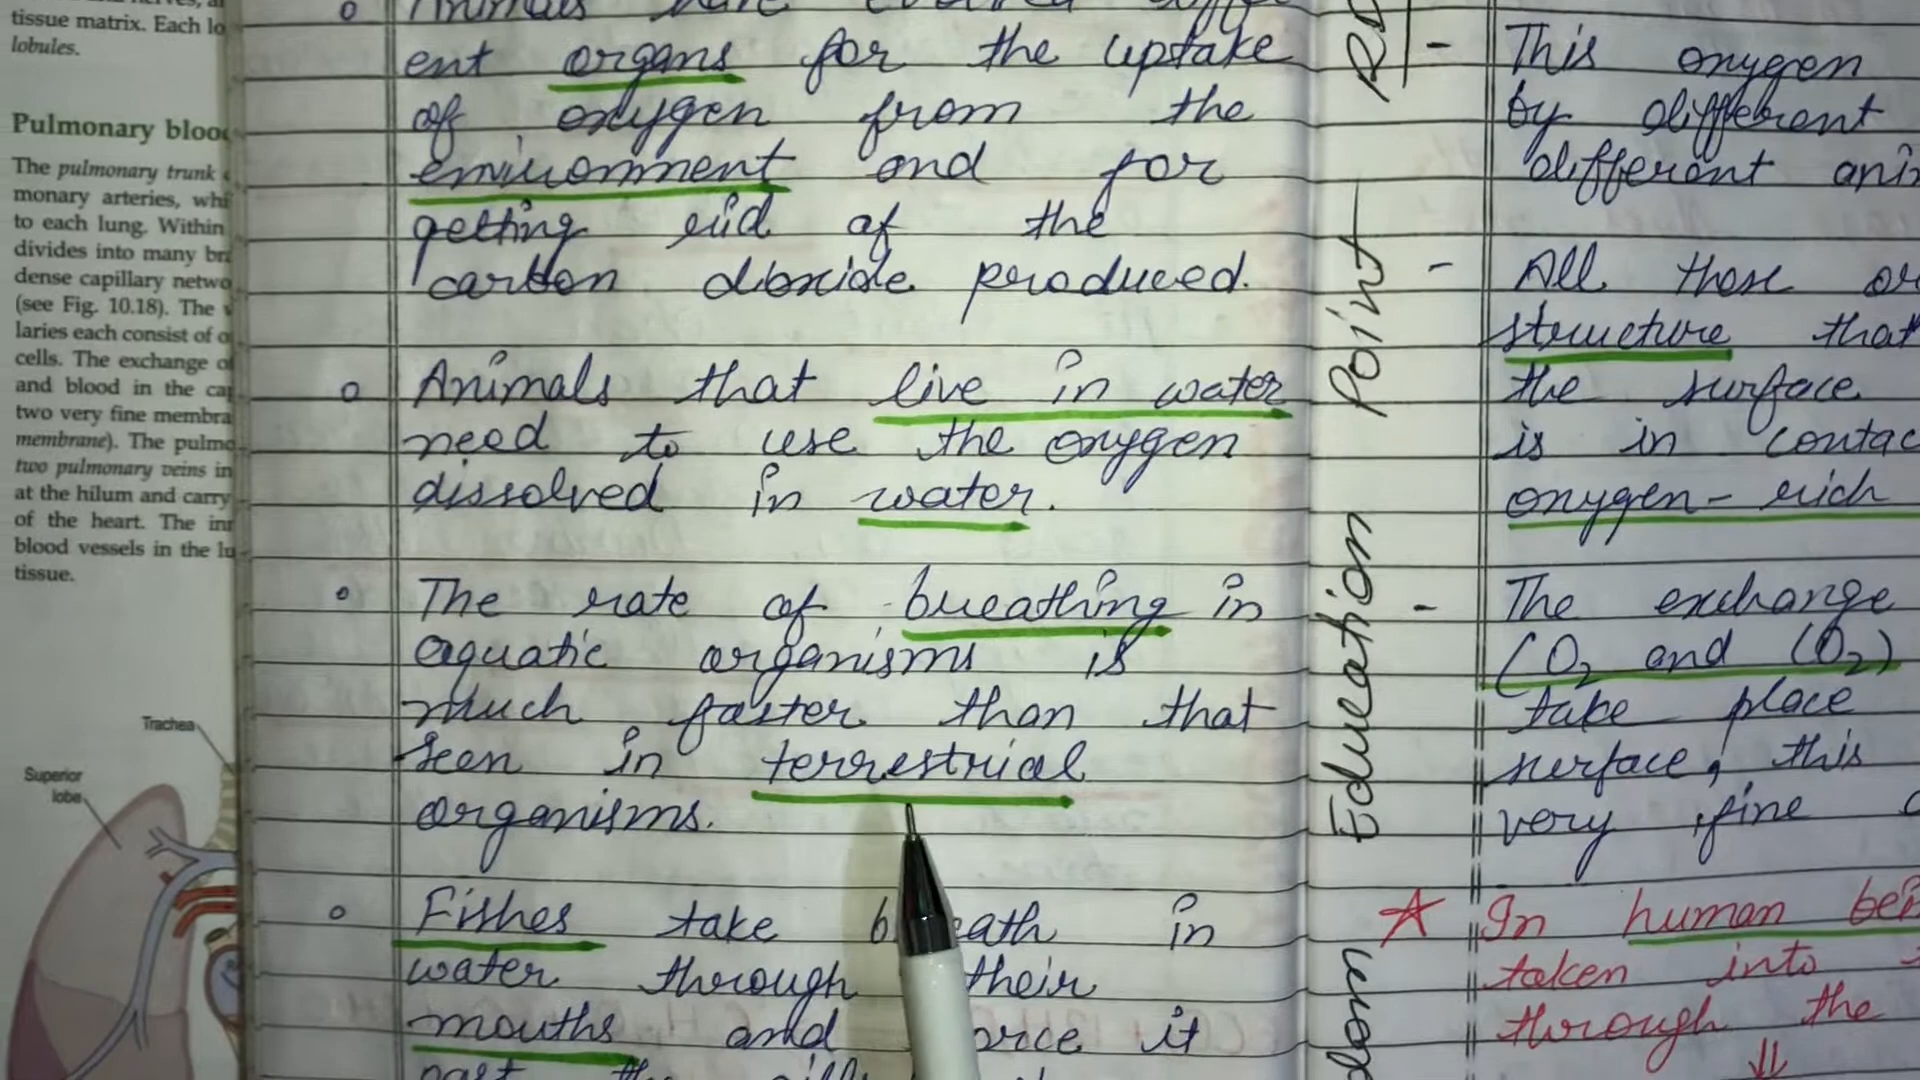 tissue matrix. Each lo
lobules.
Pulmonary bloo
The pulmonary trunk
monary arteries, whi
to each lung. Within
divides into many br
dense capillary netwo
(see Fig. 10.18). The
laries each consist of
cells. The exchange
and blood in the ca
two very fine membra
membrane). The pulmo
two pulmonary veins in
at the hilum and carry
of the heart. The in
blood vessels in the lu
tissue.
Trachea
Superior
lobe
Animals have evolved differ
ent organs for the uptake
of oxygen from the
environment and for
getting rid of the
carbon dioxide produced.
Animals that live in water
need to use the oxygen
dissolved in water.
The rate of breathing in
aquatic organisms is
much faster than that
seen in terrestrial
organisms.
Fishes take breath in
water through their
mouths and force it
past the
Education Point
- This oxygen
by different
different ani
- All these or
structure that
the surface
is in contac
oxygen-rich
- The exchange
(O2 and CO2)
take place
surface, this
very fine
In human bei
taken into
through the